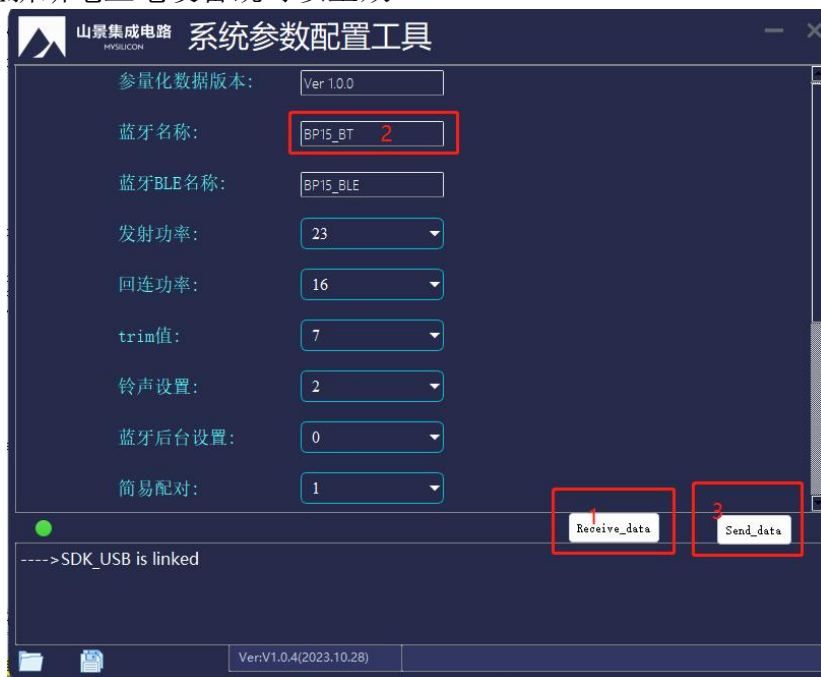 山景集成电路
MVSILICON
系统参数配置工具
参量化数据版本: Ver 1.0.0
蓝牙名称: BP15_BT 2
蓝牙BLE名称: BP15_BLE
发射功率: 23
回连功率: 16
trim值: 7
铃声设置: 2
蓝牙后台设置: 0
简易配对: 1
1 3
Receive_data Send_data
---->SDK_USB is linked
Ver:V1.0.4(2023.10.28)